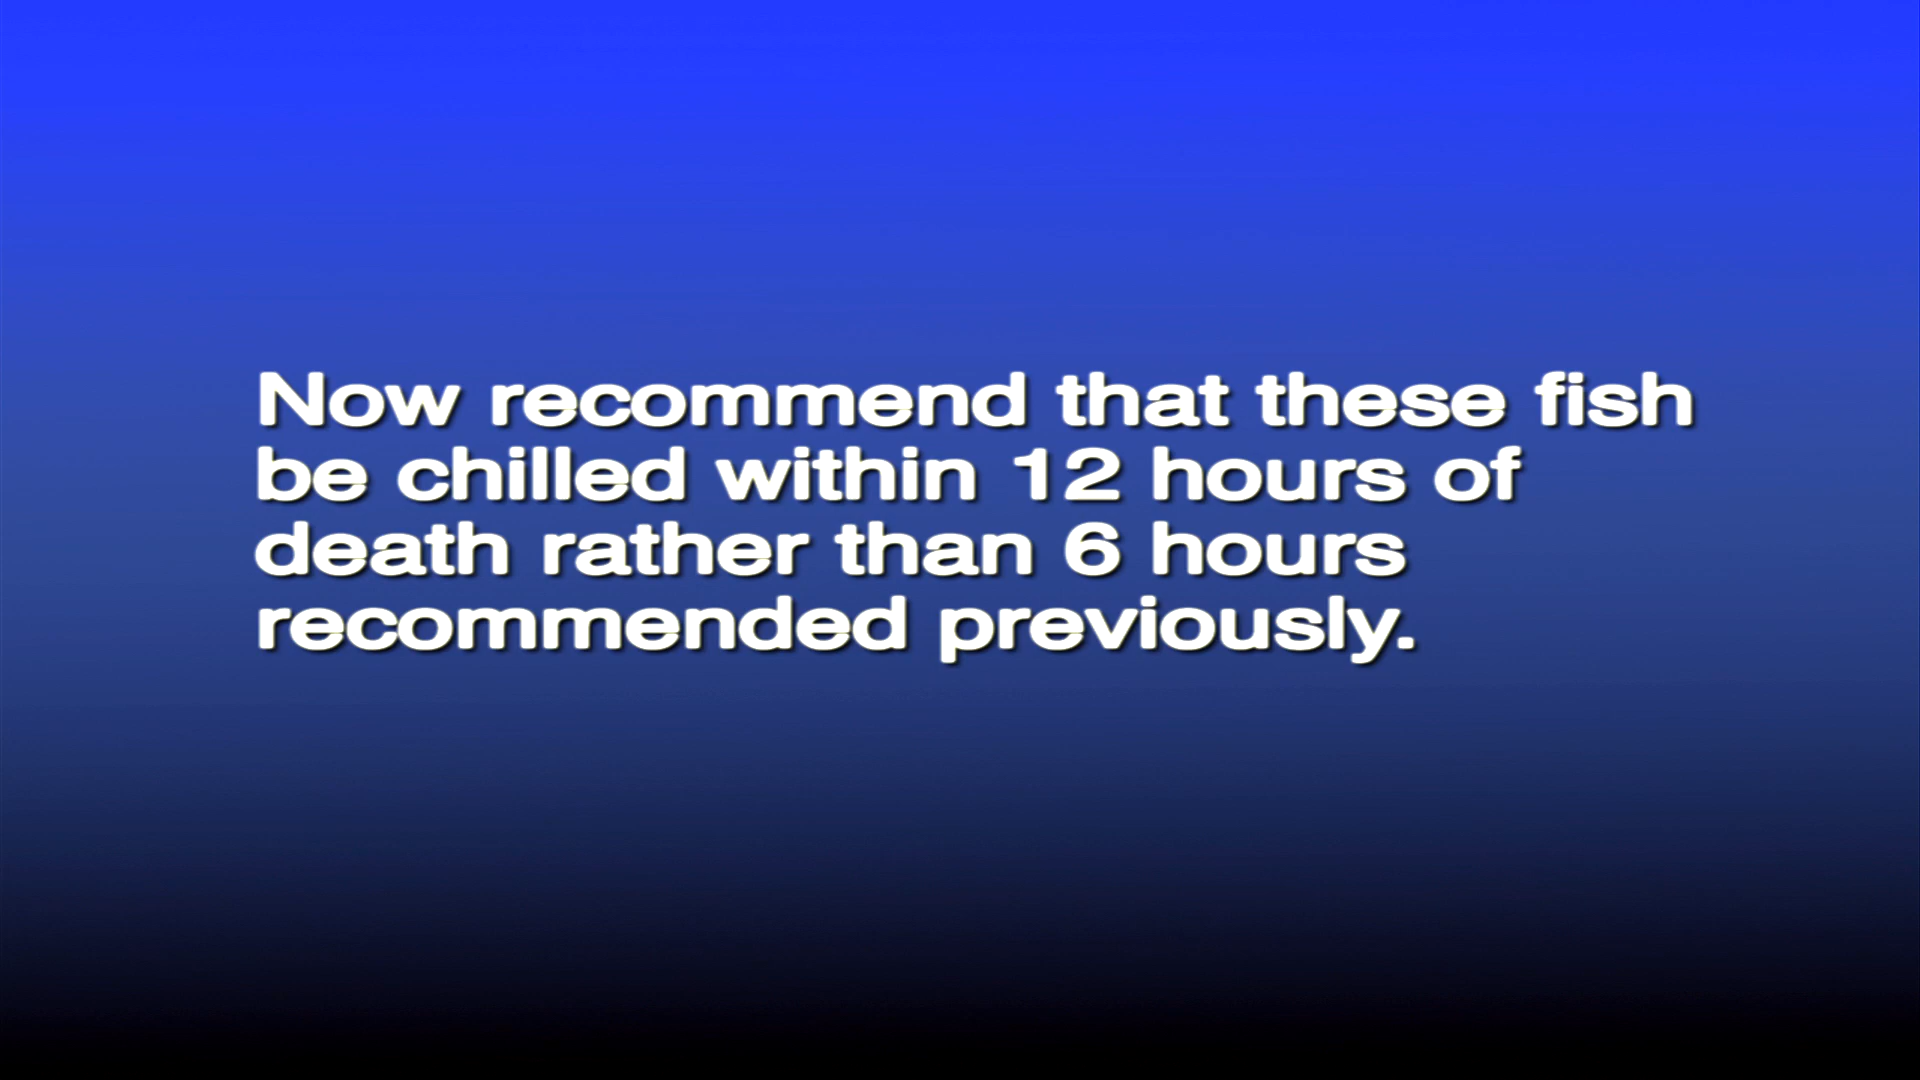 Now recommend that these fish
be chilled within 12 hours of
death rather than 6 hours
recommended previously.